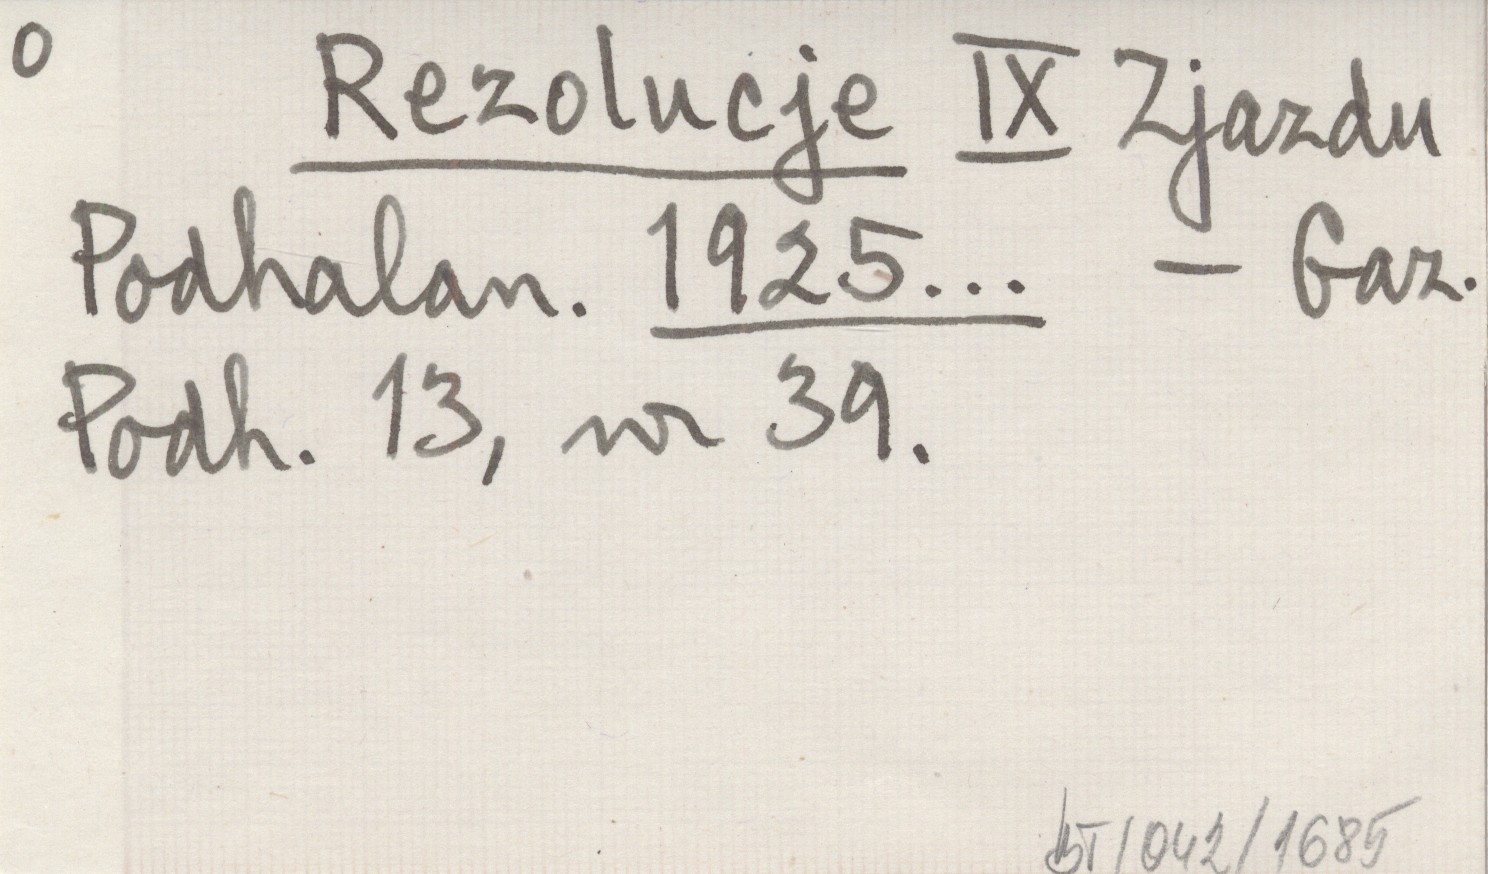 o
Rezolucje IX Zjazdu
Podhalan. 1925... — Gaz.
Podh. 13, nr 39.
BT/042/1685